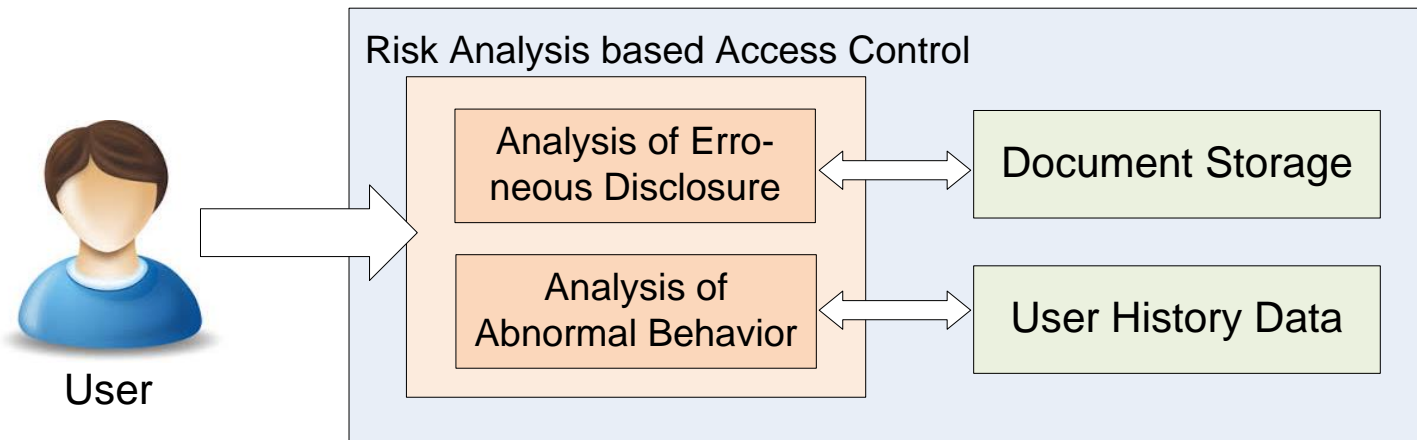 Risk Analysis based Access Control
Analysis of Erro-
neous Disclosure
Document Storage
Analysis of
Abnormal Behavior
User History Data
User